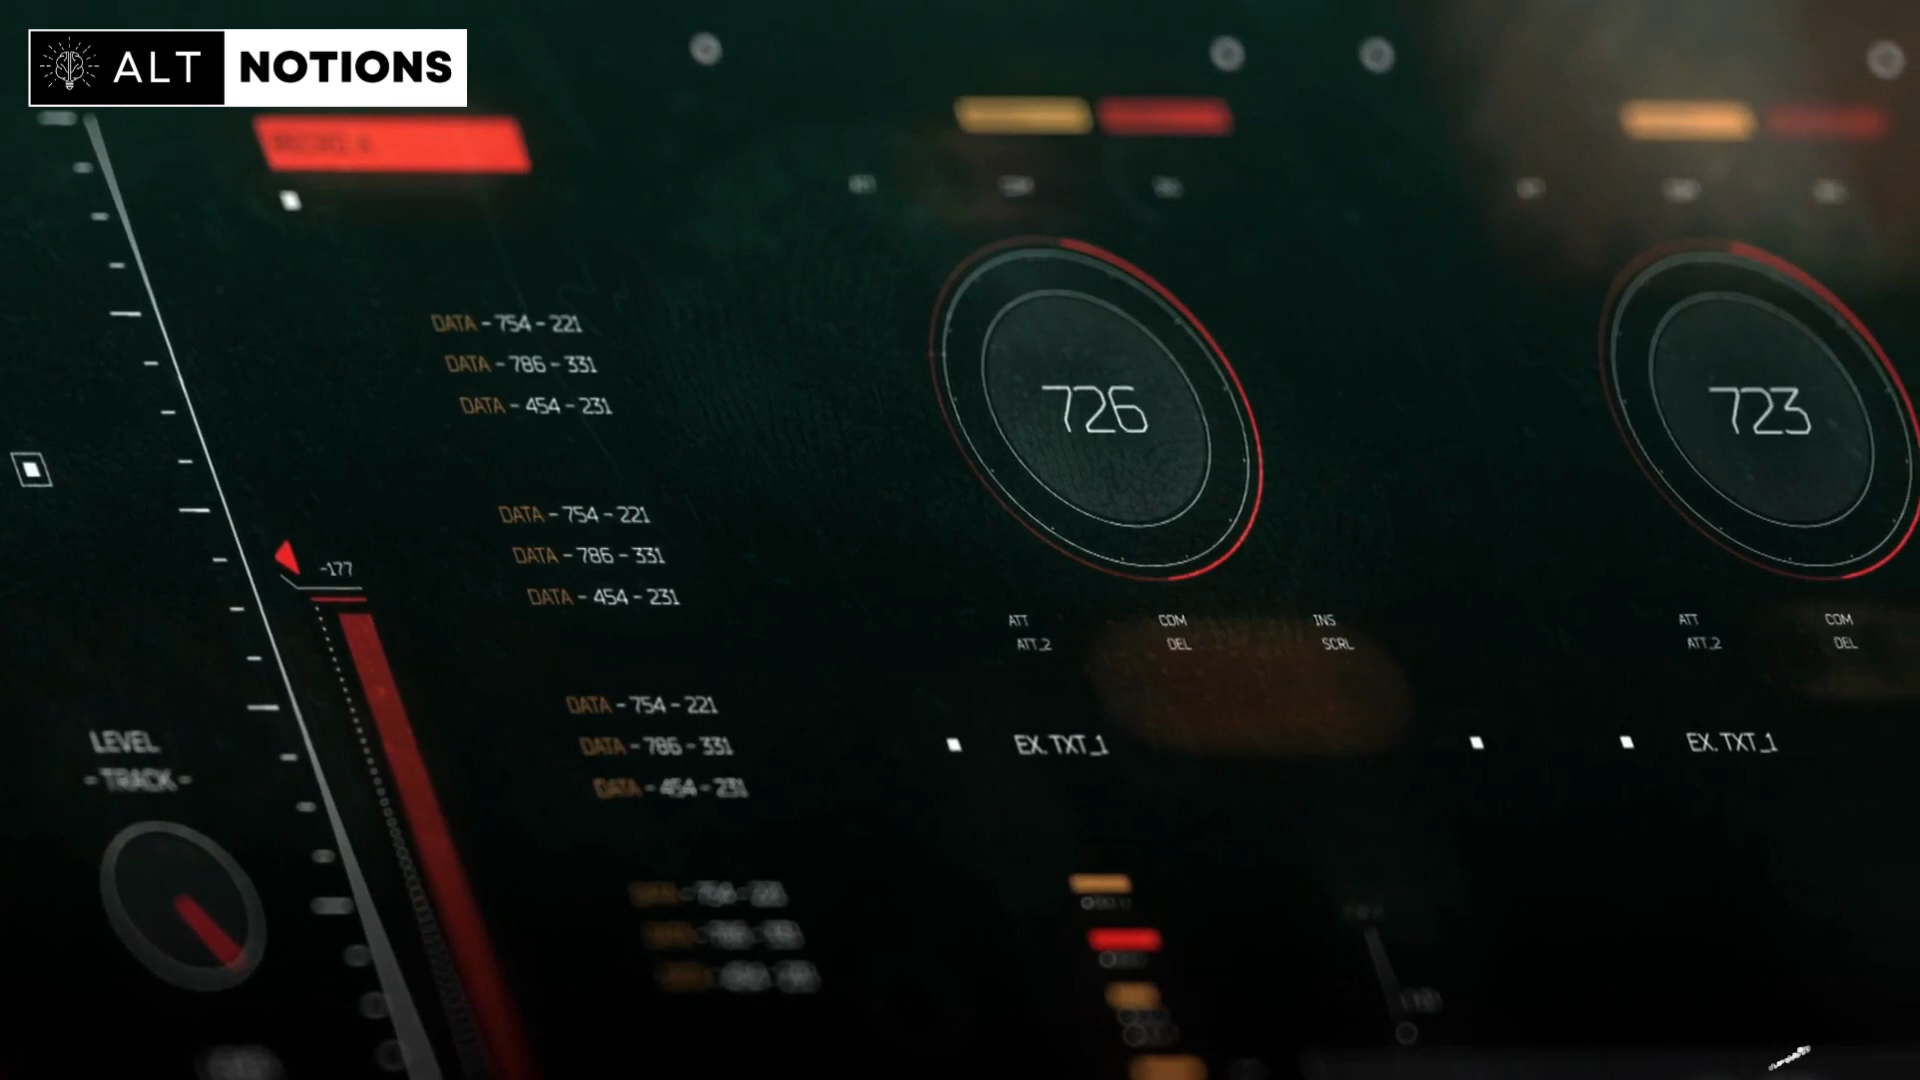 ALT NOTIONS
DATA - 754 - 221
DATA - 786 - 331
DATA - 454 - 231
726
723
DATA - 754 - 221
DATA - 786 - 331
DATA - 454 - 231
-177
ATT COM INS
ATT_2 DEL SCRL
ATT COM
ATT_2 DEL
DATA - 754 - 221
DATA - 786 - 331
DATA - 454 - 231
LEVEL
- TRACK -
EX. TXT_1
EX. TXT_1